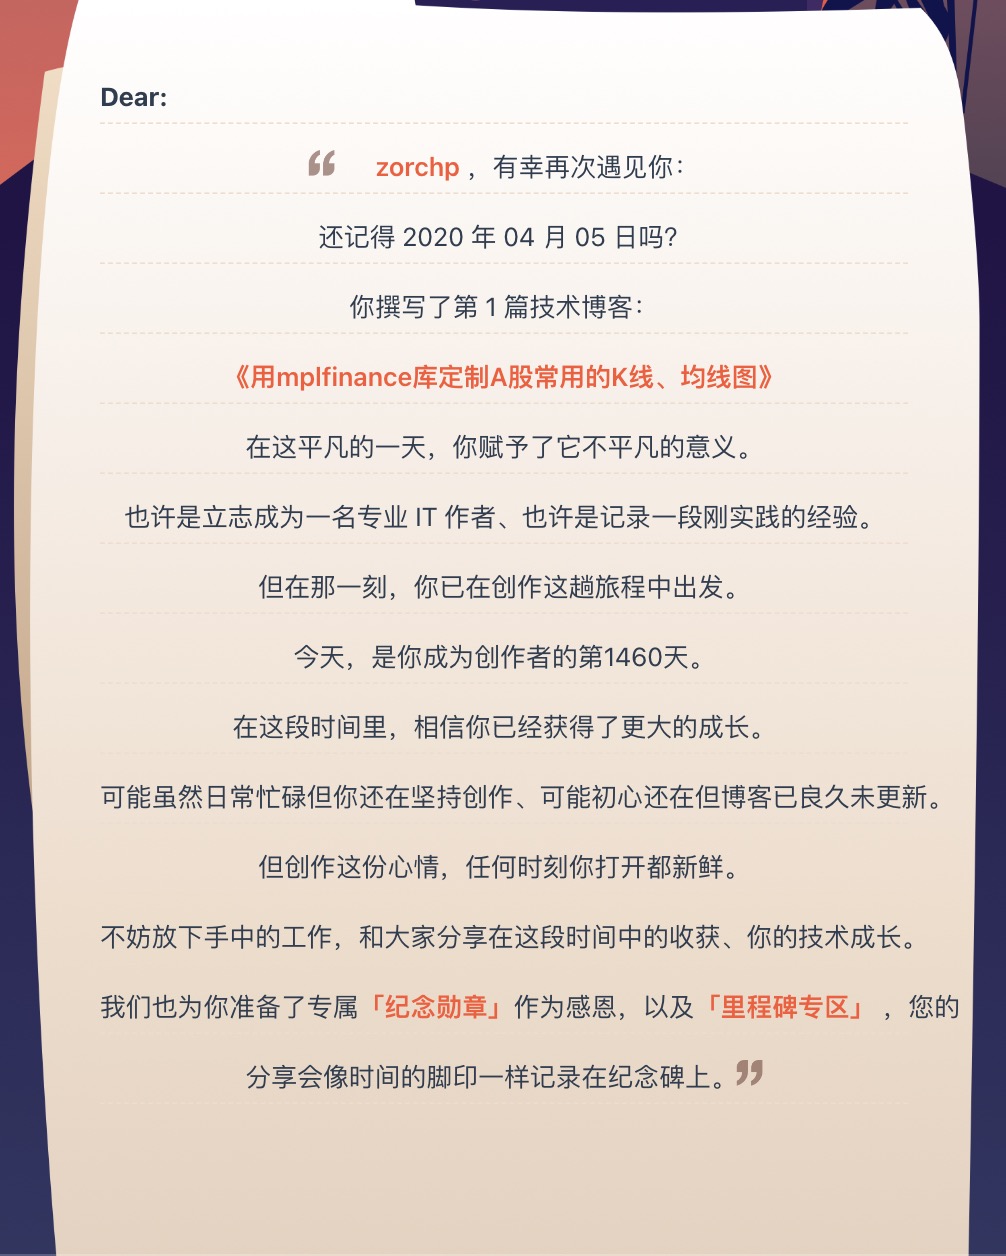 Dear:
“ zorchp ，有幸再次遇见你：
还记得 2020 年 04 月 05 日吗？
你撰写了第 1 篇技术博客：
《用mplfinance库定制A股常用的K线、均线图》
在这平凡的一天，你赋予了它不平凡的意义。
也许是立志成为一名专业 IT 作者、也许是记录一段刚实践的经验。
但在那一刻，你已在创作这趟旅程中出发。
今天，是你成为创作者的第1460天。
在这段时间里，相信你已经获得了更大的成长。
可能虽然日常忙碌但你还在坚持创作、可能初心还在但博客已良久未更新。
但创作这份心情，任何时刻你打开都新鲜。
不妨放下手中的工作，和大家分享在这段时间中的收获、你的技术成长。
我们也为你准备了专属「纪念勋章」作为感恩，以及「里程碑专区」 ，您的
分享会像时间的脚印一样记录在纪念碑上。”